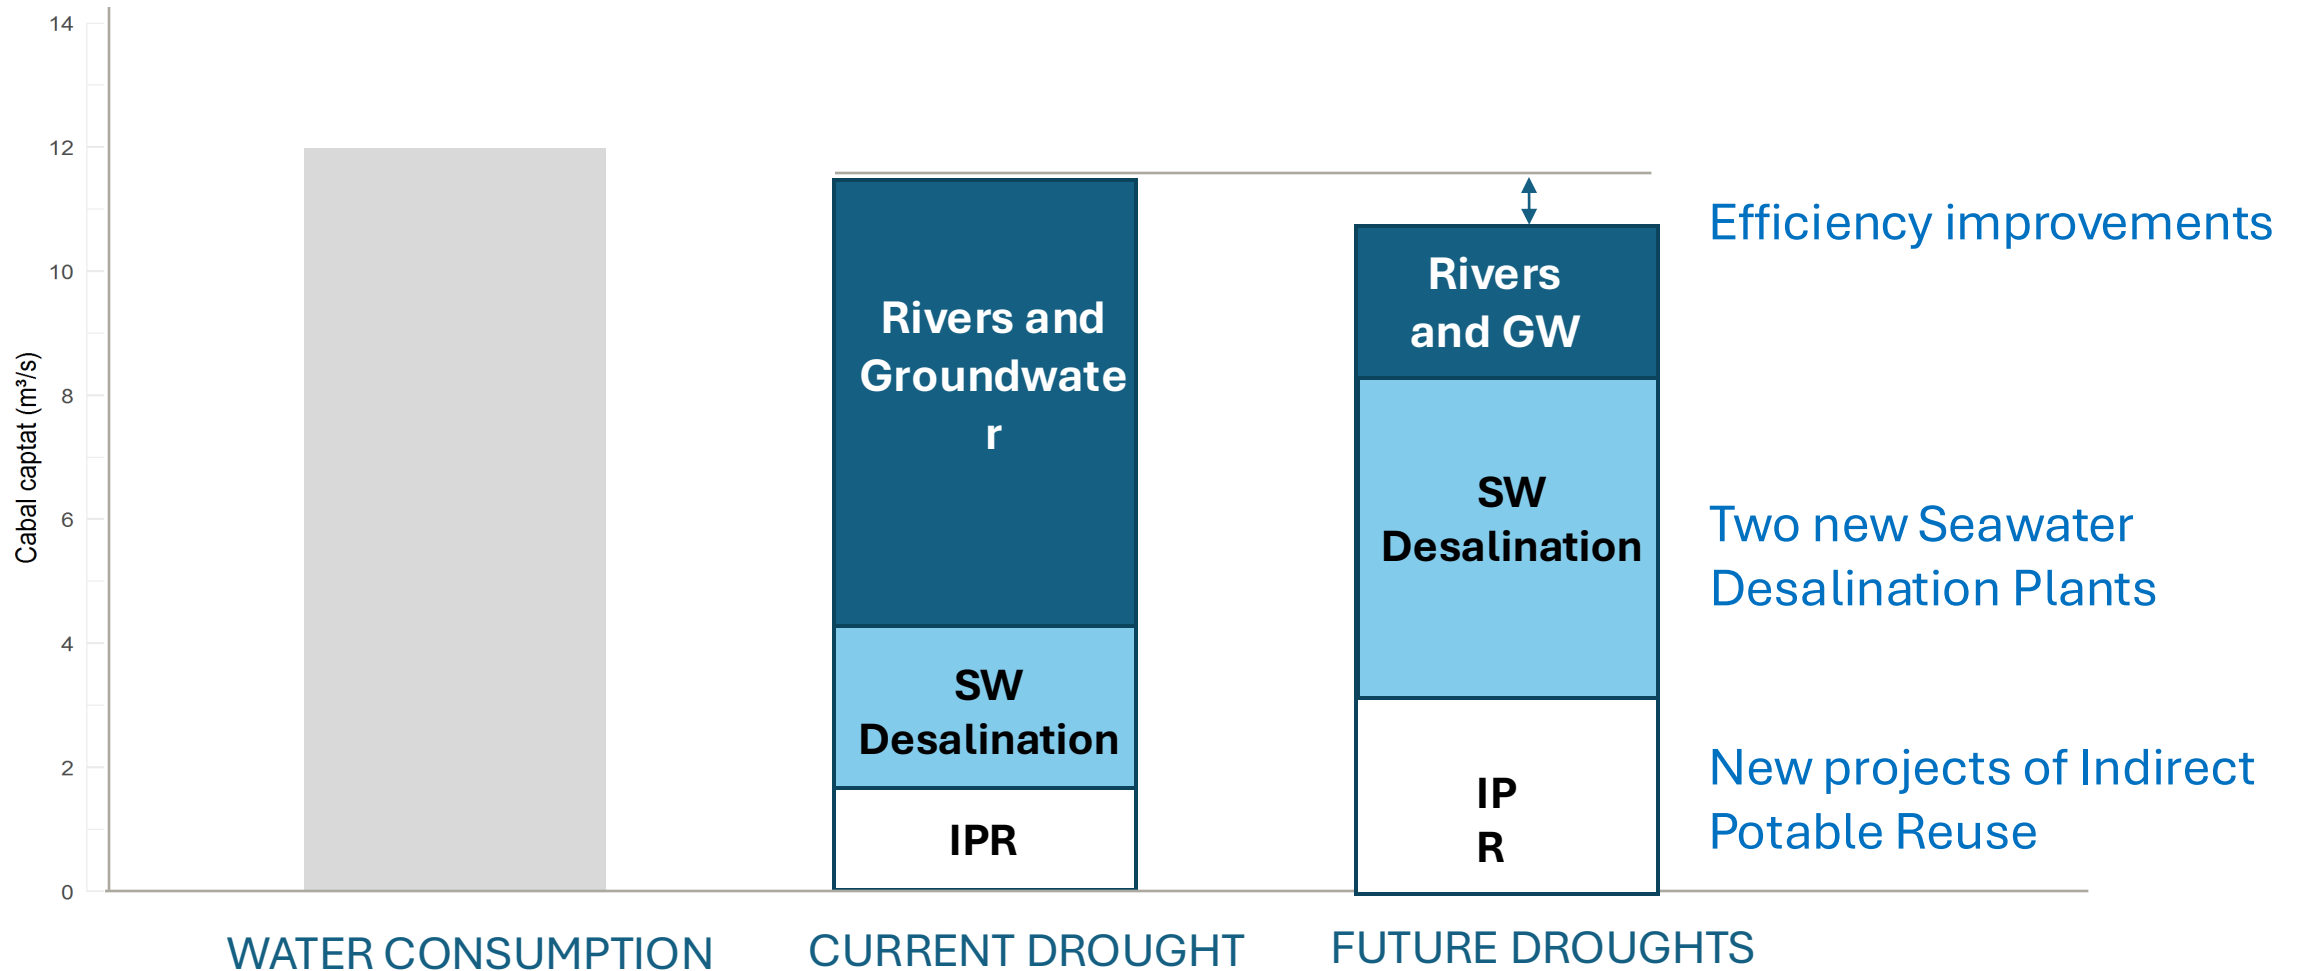 14
12
10
8
6
4
2
0
Cabal captat (m³/s)
Rivers and
Groundwate
r
SW
Desalination
IPR
Rivers
and GW
SW
Desalination
IP
R
Efficiency improvements
Two new Seawater
Desalination Plants
New projects of Indirect
Potable Reuse
WATER CONSUMPTION
CURRENT DROUGHT
FUTURE DROUGHTS